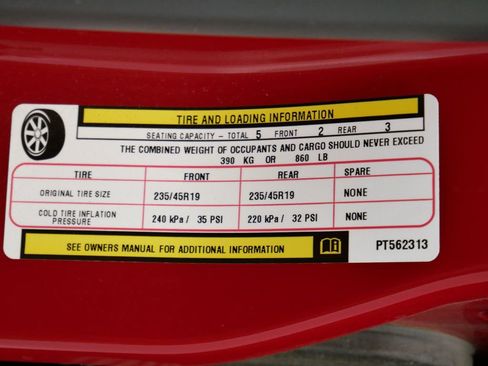 TIRE AND LOADING INFORMATION
SEATING CAPACITY - TOTAL 5 FRONT 2 REAR 3
THE COMBINED WEIGHT OF OCCUPANTS AND CARGO SHOULD NEVER EXCEED
390 KG OR 860 LB
TIRE FRONT REAR SPARE
ORIGINAL TIRE SIZE 235/45R19 235/45R19 NONE
COLD TIRE INFLATION PRESSURE 240 kPa / 35 PSI 220 kPa / 32 PSI NONE
SEE OWNERS MANUAL FOR ADDITIONAL INFORMATION PT562313